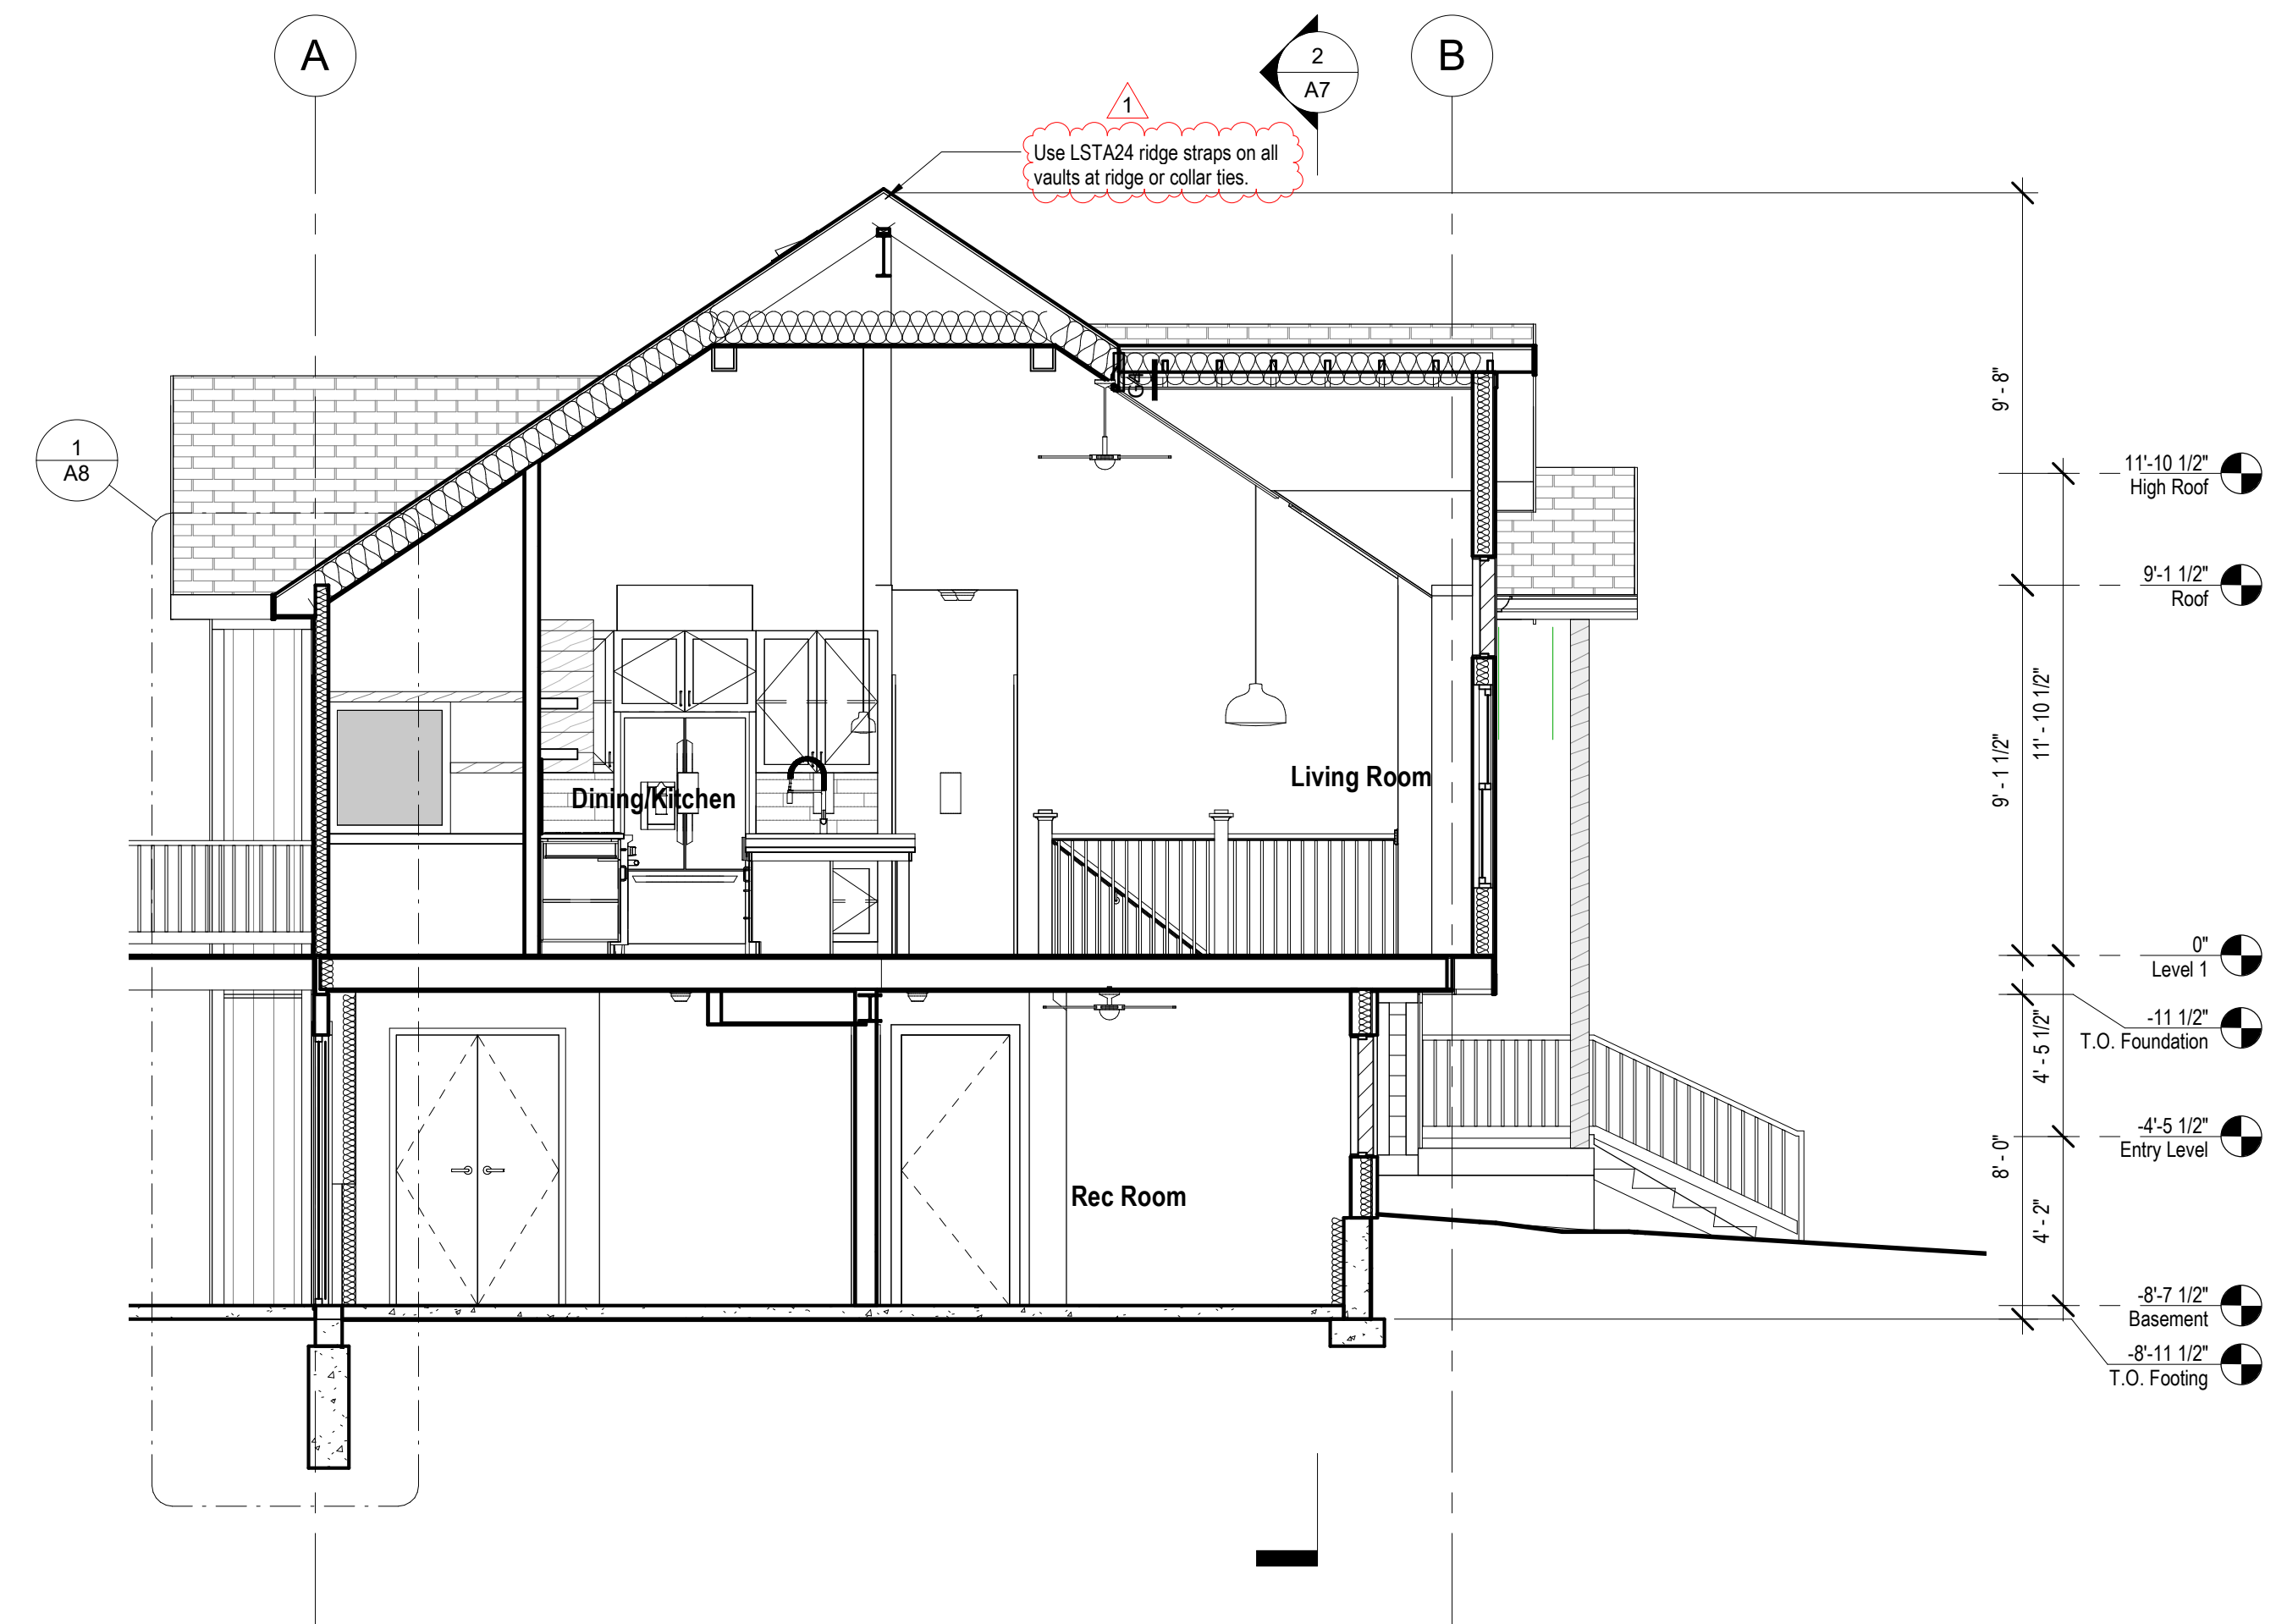 A
B
2
A7
1
Use LSTA24 ridge straps on all
vaults at ridge or collar ties.
1
A8
G4
9' - 8"
11'-10 1/2"
High Roof
9'-1 1/2"
Roof
11' - 10 1/2"
9' - 1 1/2"
Living Room
Dining/Kitchen
0"
Level 1
-11 1/2"
T.O. Foundation
4' - 5 1/2"
-4'-5 1/2"
Entry Level
8' - 0"
4' - 2"
Rec Room
-8'-7 1/2"
Basement
-8'-11 1/2"
T.O. Footing